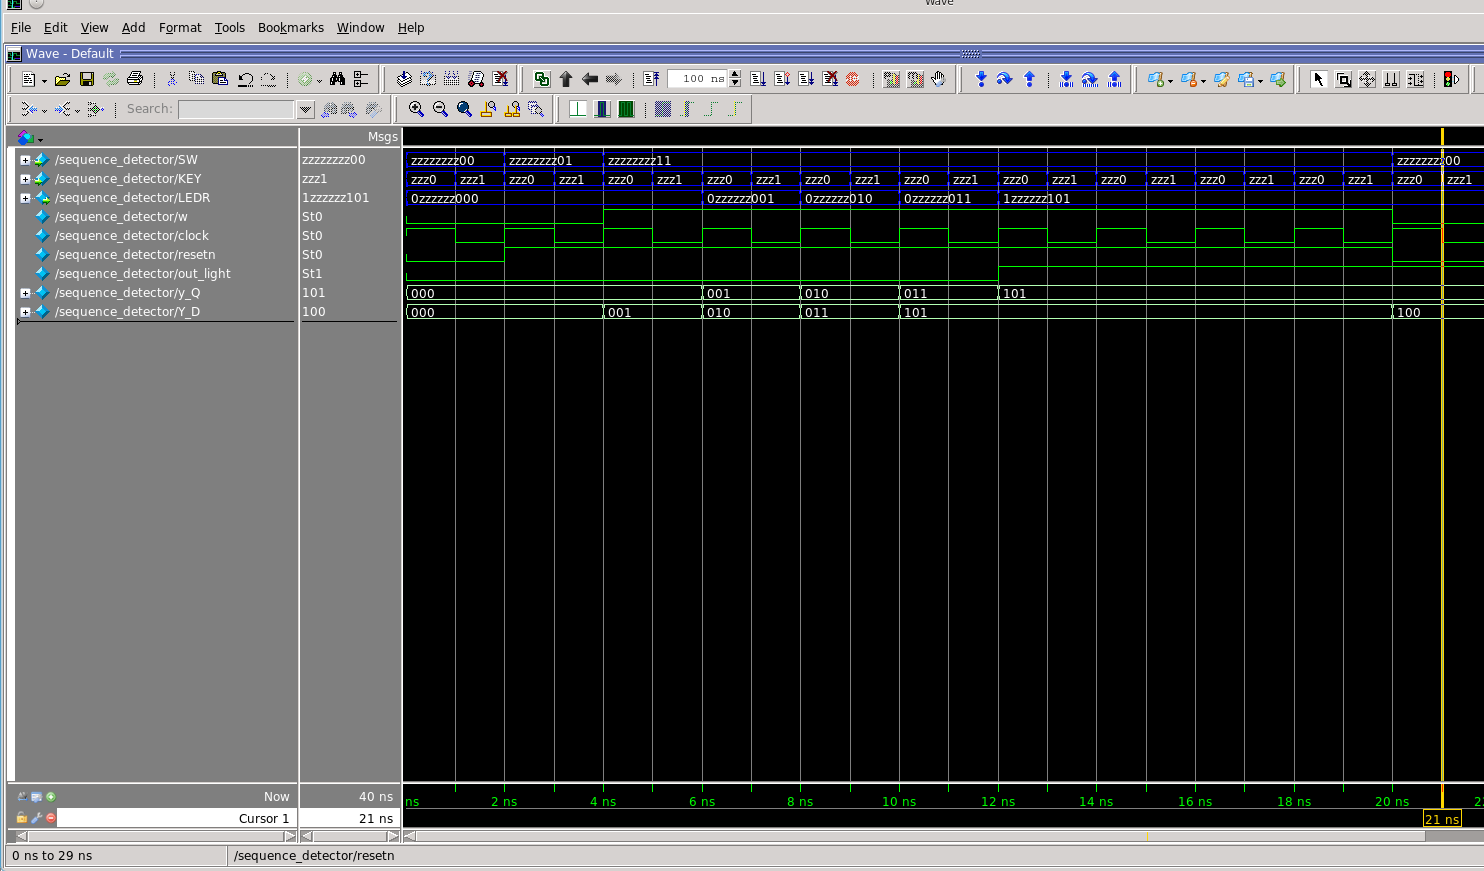 Wave
File Edit View Add Format Tools Bookmarks Window Help
Wave - Default
100 ns
Search:
Msgs
/sequence_detector/SW zzzzzzzz00 zzzzzzzz00 zzzzzzzz01 zzzzzzzz11 zzzzzzzz00
/sequence_detector/KEY zzz1 zzz0 zzz1 zzz0 zzz1 zzz0 zzz1 zzz0 zzz1 zzz0 zzz1 zzz0 zzz1 zzz0 zzz1 zzz0 zzz1 zzz0 zzz1 zzz0 zzz1 zzz0 zzz1
/sequence_detector/LEDR 1zzzzzz101 0zzzzzz000 0zzzzzz001 0zzzzzz010 0zzzzzz011 1zzzzzz101
/sequence_detector/w St0
/sequence_detector/clock St0
/sequence_detector/resetn St0
/sequence_detector/out_light St1
/sequence_detector/y_Q 101 000 001 010 011 101
/sequence_detector/Y_D 100 000 001 010 011 101 100
Now 40 ns ns 2 ns 4 ns 6 ns 8 ns 10 ns 12 ns 14 ns 16 ns 18 ns 20 ns
Cursor 1 21 ns 21 ns
0 ns to 29 ns /sequence_detector/resetn